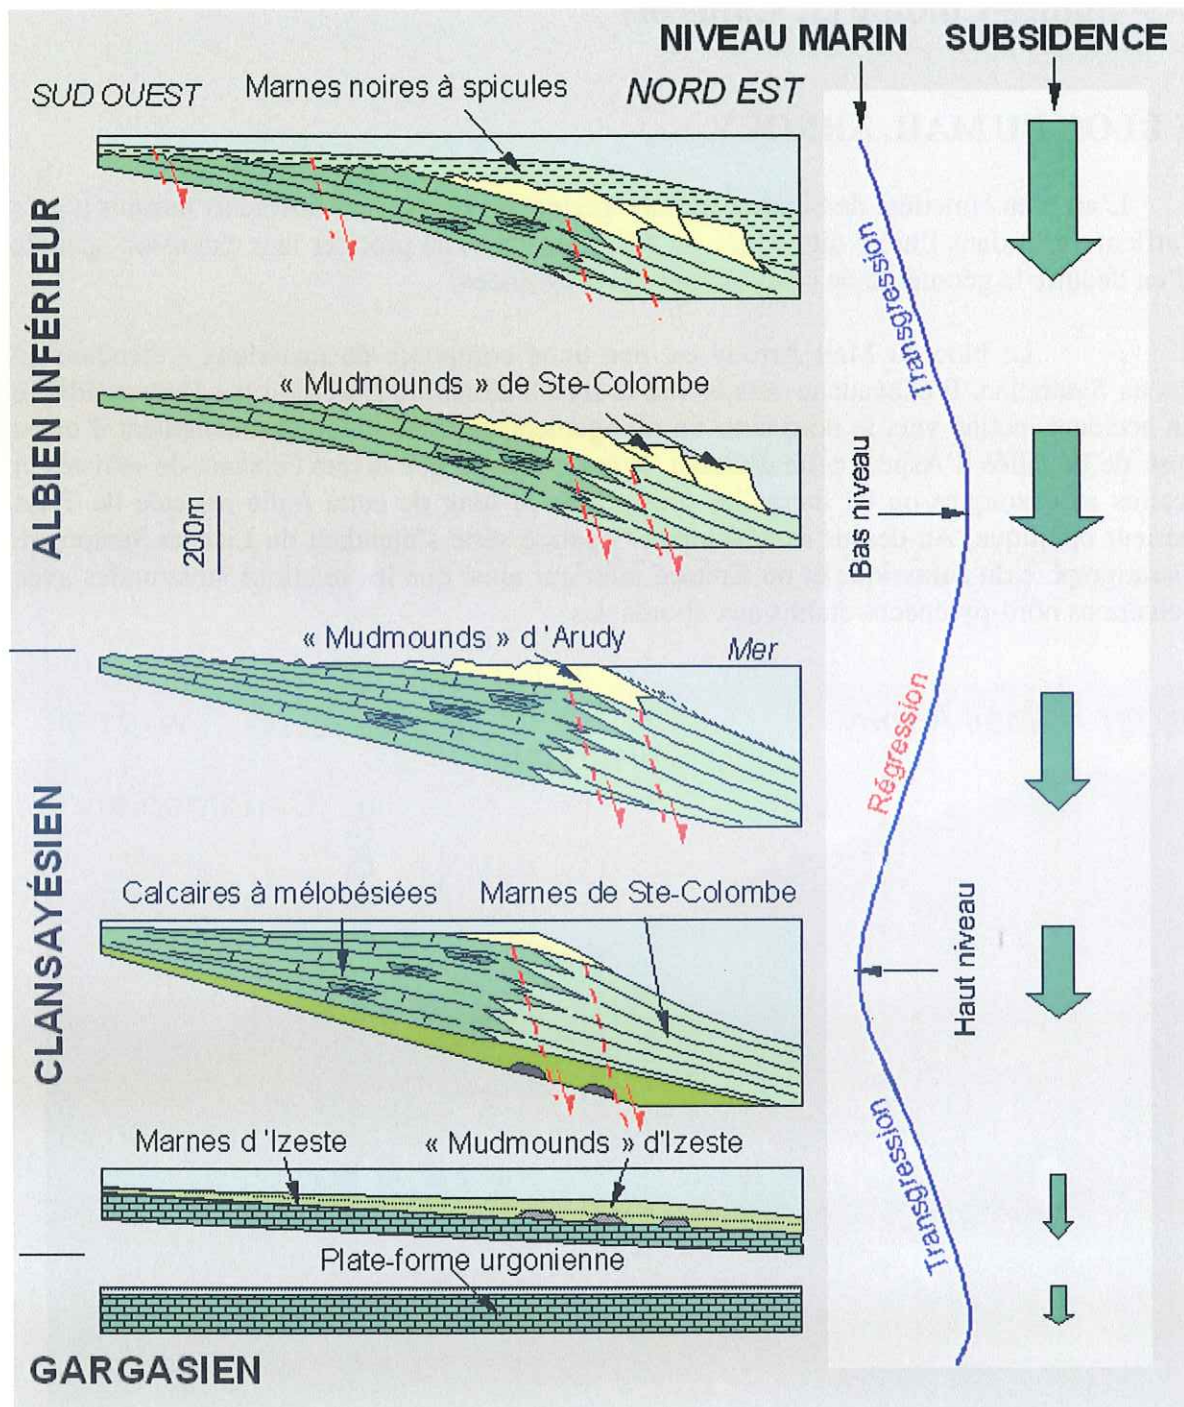 NIVEAU MARIN
SUBSIDENCE
SUD OUEST
Marnes noires à spicules
NORD EST
Transgression
ALBIEN INFÉRIEUR
« Mudmounds » de Ste-Colombe
200m
Bas niveau
« Mudmounds » d 'Arudy
Mer
Régression
CLANSAYÉSIEN
Calcaires à mélobésiées
Marnes de Ste-Colombe
Haut niveau
Marnes d 'Izeste
« Mudmounds » d'Izeste
Transgression
Plate-forme urgonienne
GARGASIEN